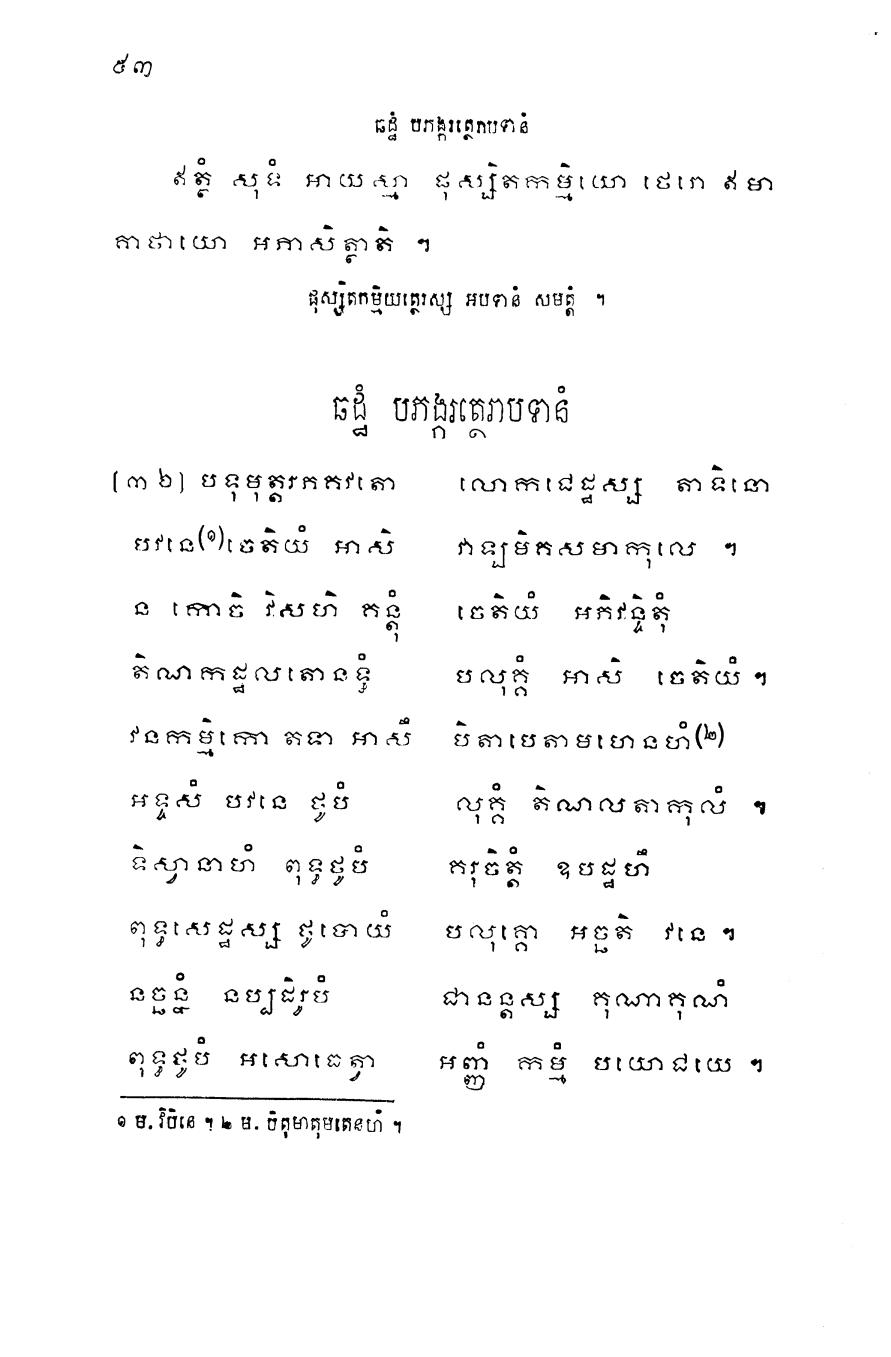 ៥៣
ឆដ្ឋំ បភង្ករត្ថេរាបទានំ
ឥត្ថំ សុទំ អាយស្មា ផុស្សិតកម្មិយោ ថេរោ ឥមា
គាថាយោ អភាសិត្ថាតិ ។
ផុស្សិតកម្មិយត្ថេរស្ស អបទានំ សមត្តំ ។
ឆដ្ឋំ បភង្ករត្ថេរាបទានំ
[៣៦] បទុមុត្តរភគវតោ លោកជេដ្ឋស្ស តាទិនោ
បវនេ(១)ចេតិយំ អាសិ វាឡមិគសមាកុលេ ។
ន កោចិ វិសហិ គន្តុំ ចេតិយំ អភិវន្ទិតុំ
តិណកដ្ឋលតោនទ្ធំ បលុគ្គំ អាសិ ចេតិយំ ។
វនកម្មិកោ តទា អាសឹ បិតាបេតាមហេនហំ(២)
អទ្ទសំ បវនេ ថូបំ លុគ្គំ តិណលតាកុលំ ។
ទិស្វានាហំ ពុទ្ធថូបំ គរុចិត្តំ ឧបដ្ឋហឹ
ពុទ្ធសេដ្ឋស្ស ថូបោយំ បលុគ្គោ អច្ឆតិ វនេ ។
នច្ឆន្នំ នប្បដិរូបំ ជានន្តស្ស គុណាគុណំ
ពុទ្ធថូបំ អសោធេត្វា អញ្ញំ កម្មំ បយោជយេ ។
១ ម. វិបិនេ ។ ២ ម. បិតុមាតុមតេនហំ ។